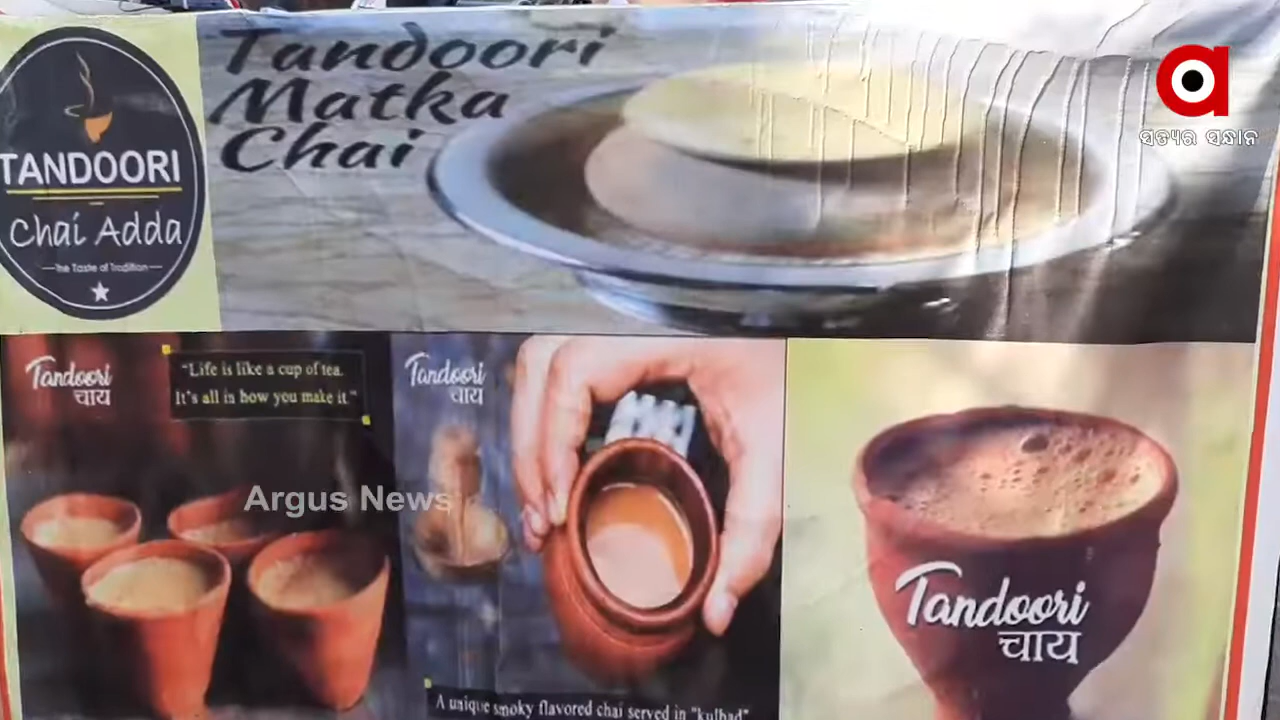 Tandoori
Matka
Chai
TANDOORI
Chai Adda
The Taste of Tradition
ସତ୍ୟର ସନ୍ଧାନ
Tandoori
चाय
"Life is like a cup of tea.
It's all in how you make it"
Tandoori
चाय
Argus News
Tandoori
चाय
A unique smoky flavored chai served in "kulhad"